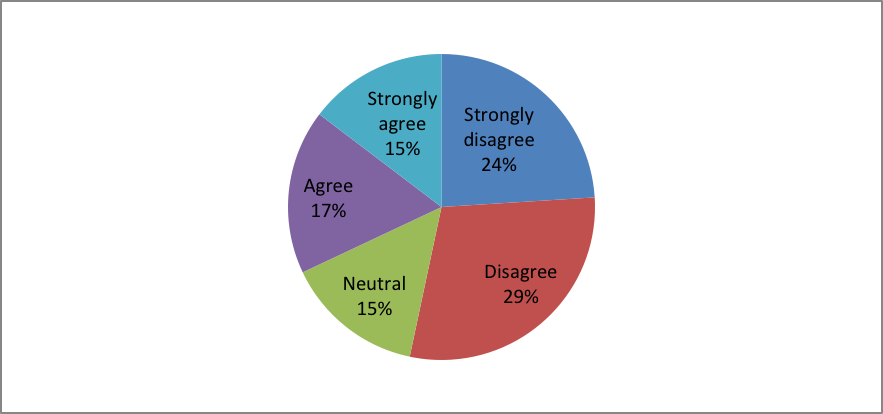 Strongly
agree
15%
Strongly
disagree
24%
Agree
17%
Disagree
29%
Neutral
15%